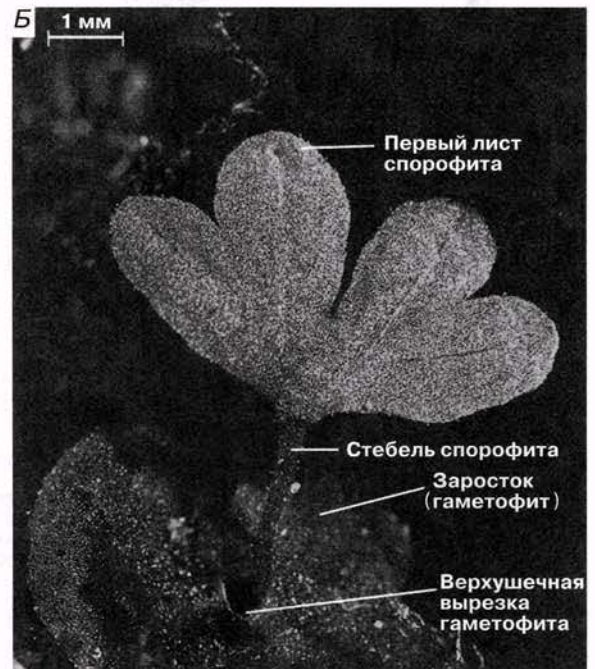 Б
1 мм
Первый лист
спорофита
Стебель спорофита
Заросток
(гаметофит)
Верхушечная
вырезка
гаметофита